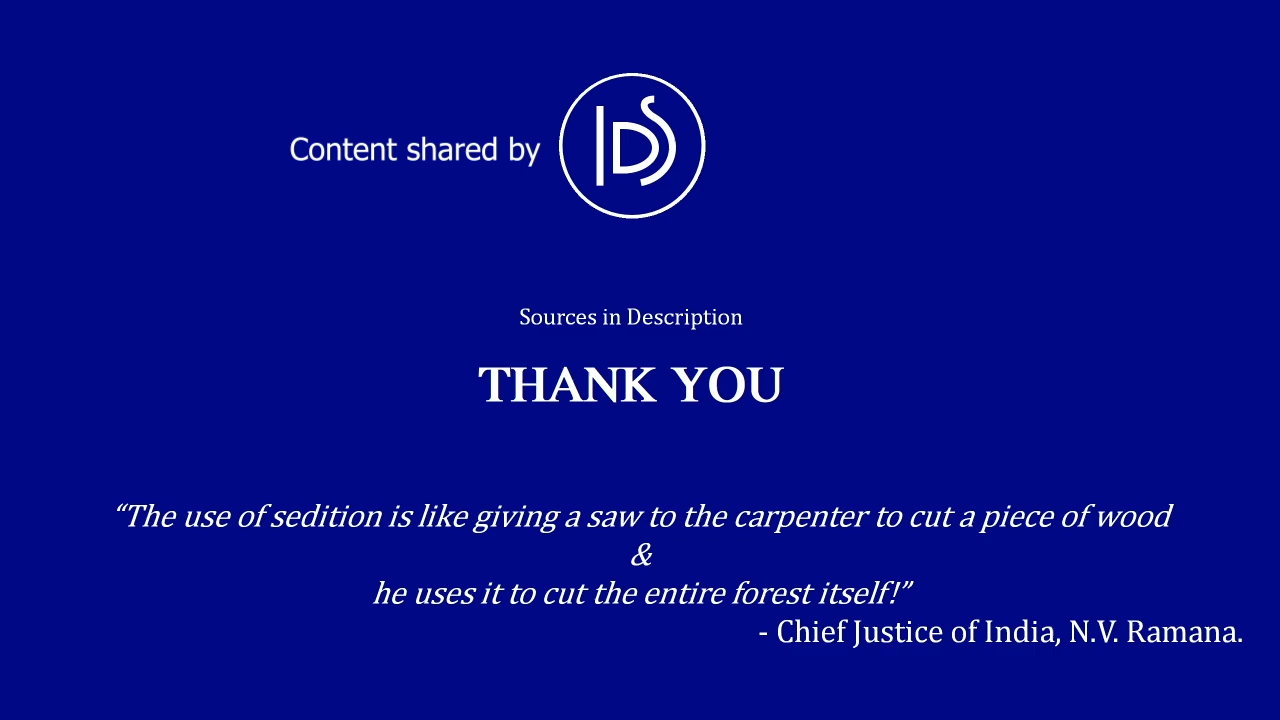 Content shared by IDS
Sources in Description
THANK YOU
“The use of sedition is like giving a saw to the carpenter to cut a piece of wood
&
he uses it to cut the entire forest itself!”
- Chief Justice of India, N.V. Ramana.